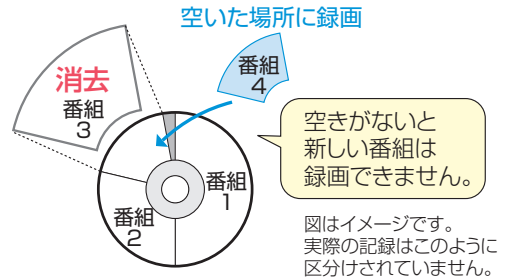 空いた場所に録画
消去
番組
3
番組
4
番組
1
番組
2
空きがないと
新しい番組は
録画できません。
図はイメージです。
実際の記録はこのように
区分けされていません。